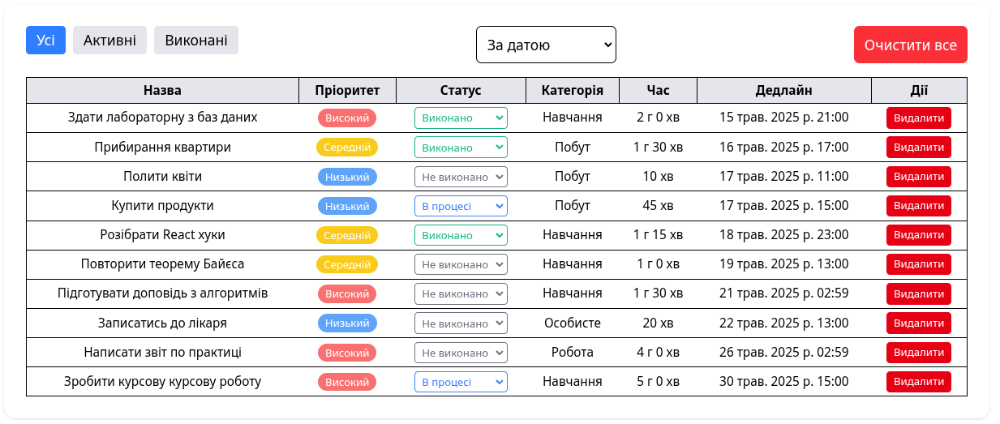 Усі Активні Виконані За датою Очистити все
Назва Пріоритет Статус Категорія Час Дедлайн Дії
Здати лабораторну з баз даних Високий Виконано Навчання 2 г 0 хв 15 трав. 2025 р. 21:00 Видалити
Прибирання квартири Середній Виконано Побут 1 г 30 хв 16 трав. 2025 р. 17:00 Видалити
Полити квіти Низький Не виконано Побут 10 хв 17 трав. 2025 р. 11:00 Видалити
Купити продукти Низький В процесі Побут 45 хв 17 трав. 2025 р. 15:00 Видалити
Розібрати React хуки Середній Виконано Навчання 1 г 15 хв 18 трав. 2025 р. 23:00 Видалити
Повторити теорему Байєса Середній Не виконано Навчання 1 г 0 хв 19 трав. 2025 р. 13:00 Видалити
Підготувати доповідь з алгоритмів Високий Не виконано Навчання 1 г 30 хв 21 трав. 2025 р. 02:59 Видалити
Записатись до лікаря Низький Не виконано Особисте 20 хв 22 трав. 2025 р. 13:00 Видалити
Написати звіт по практиці Високий Не виконано Робота 4 г 0 хв 26 трав. 2025 р. 02:59 Видалити
Зробити курсову курсову роботу Високий В процесі Навчання 5 г 0 хв 30 трав. 2025 р. 15:00 Видалити